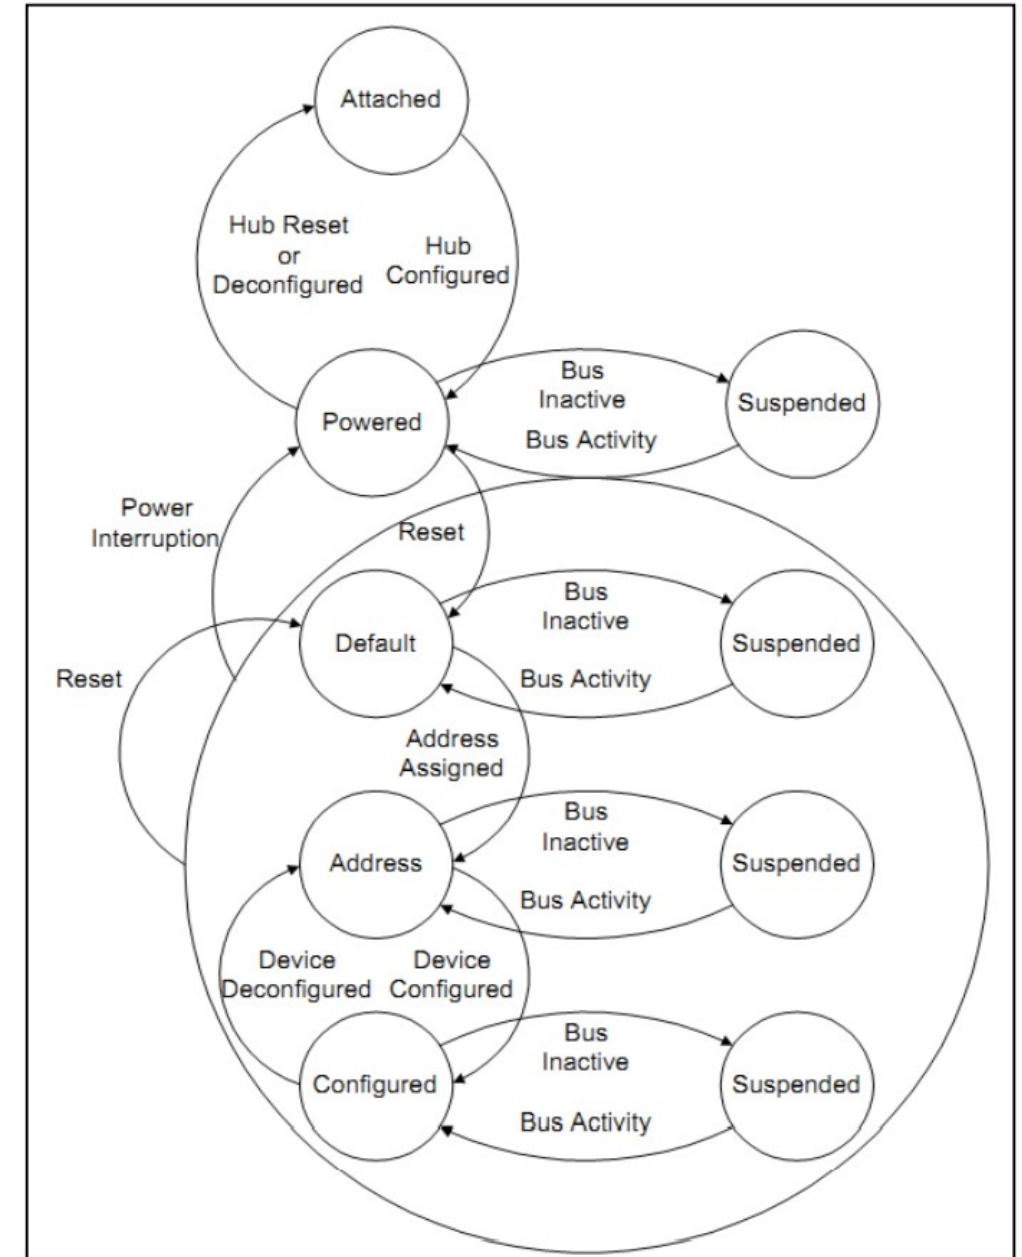 Attached
Hub Reset
or
Deconfigured
Hub
Configured
Powered
Bus
Inactive
Bus Activity
Suspended
Power
Interruption
Reset
Default
Bus
Inactive
Bus Activity
Suspended
Reset
Address
Assigned
Address
Bus
Inactive
Bus Activity
Suspended
Device
Deconfigured
Device
Configured
Configured
Bus
Inactive
Bus Activity
Suspended